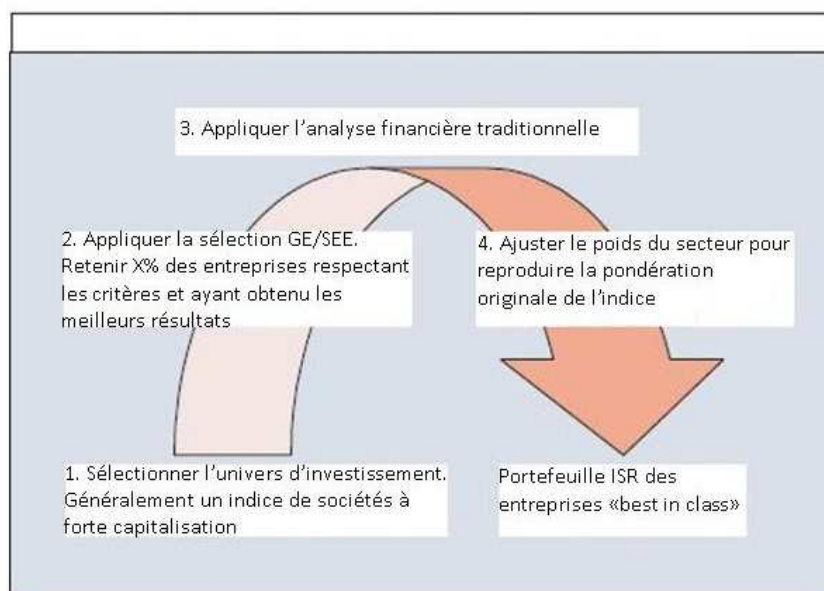 3. Appliquer l'analyse financière traditionnelle
2. Appliquer la sélection GE/SEE.
Retenir X% des entreprises respectant
les critères et ayant obtenu les
meilleurs résultats
4. Ajuster le poids du secteur pour
reproduire la pondération
originale de l'indice
1. Sélectionner l'univers d'investissement.
Généralement un indice de sociétés à
forte capitalisation
Portefeuille ISR des
entreprises «best in class»